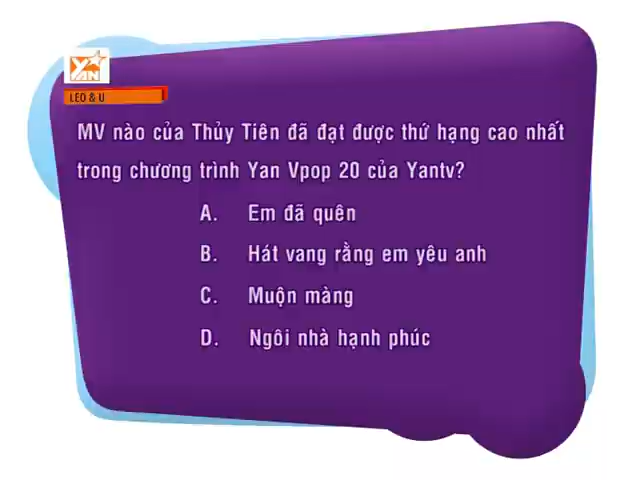 YAN
LEO & U
MV nào của Thủy Tiên đã đạt được thứ hạng cao nhất
trong chương trình Yan Vpop 20 của Yantv?
A. Em đã quên
B. Hát vang rằng em yêu anh
C. Muộn màng
D. Ngôi nhà hạnh phúc